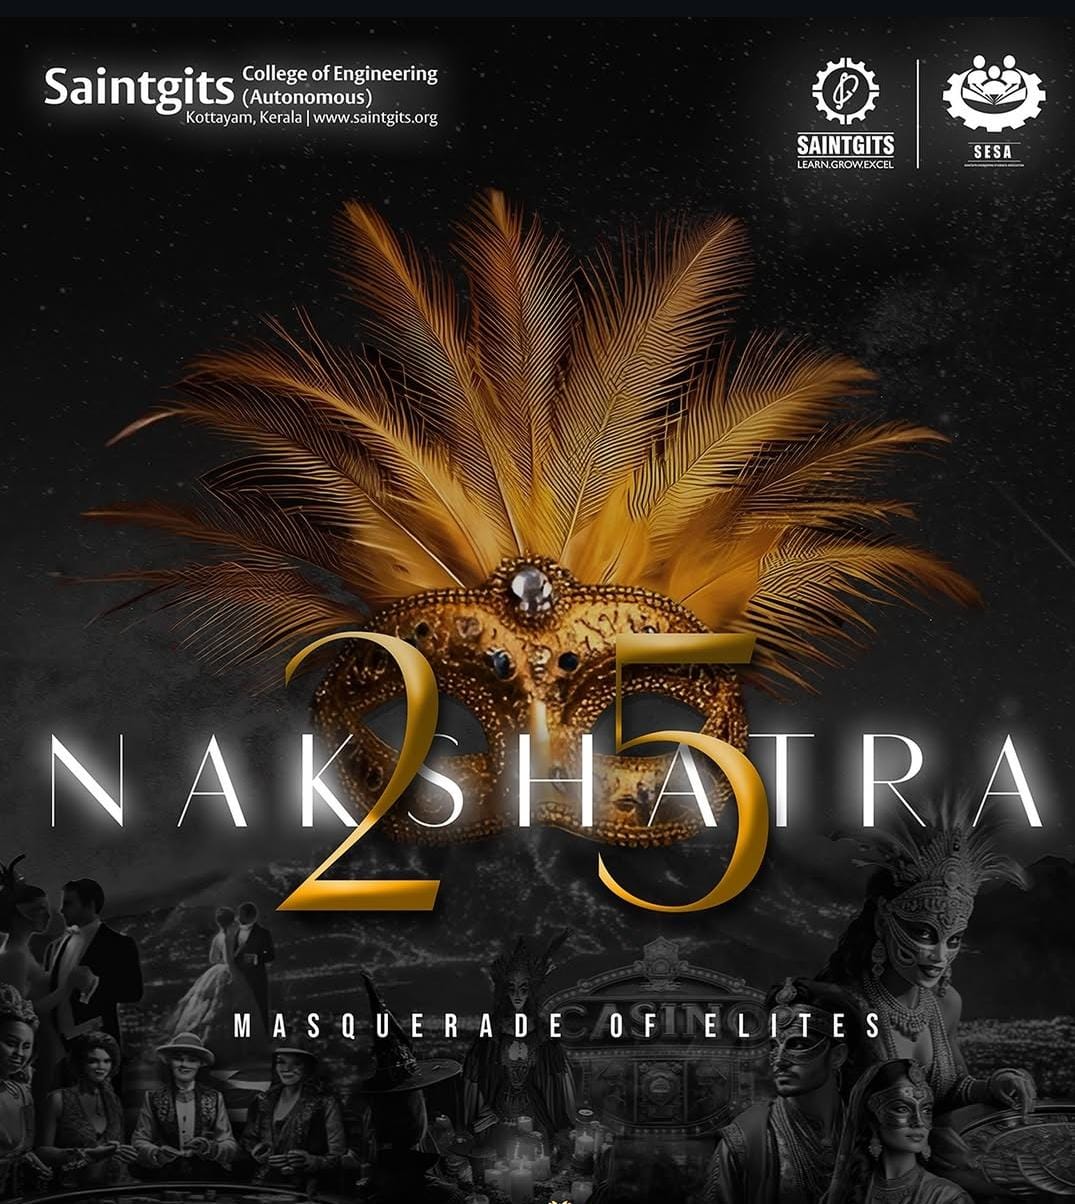 Saintgits College of Engineering
(Autonomous)
Kottayam, Kerala | www.saintgits.org
SAINTGITS
LEARN.GROW.EXCEL
SESA
25
NAKSHATRA
CASINO
MASQUERADE OF ELITES